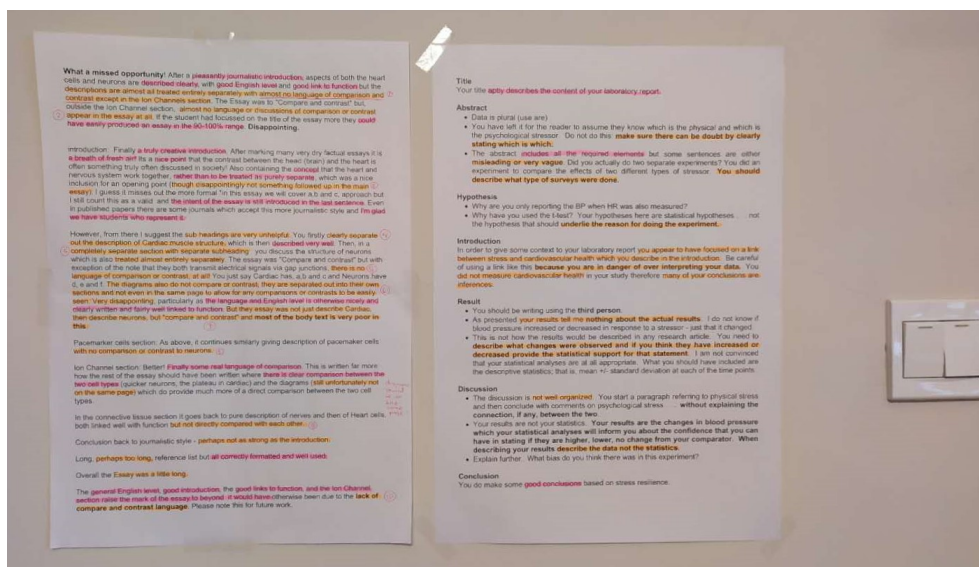 What a missed opportunity! After a pleasantly journalistic introduction, aspects of both the heart
cells and neurons are described clearly, with good English level and good link to function but the
descriptions are almost all treated entirely separately with almost no language of comparison and
contrast except in the Ion Channels section. The Essay was to "Compare and contrast" but,
outside the Ion Channel section, almost no language or discussions of comparison or contrast
appear in the essay at all. If the student had focussed on the title of the essay more they could
have easily produced an essay in the 80-100% range. Disappointing.
introduction: Finally a truly creative introduction. After marking many very dry factual essays it is
a breath of fresh air! Its a nice point that the contrast between the head (brain) and the heart is
often something truly often discussed in society! Also containing the concept that the heart and
nervous system work together, rather than to be treated as purely separate, which was a nice
inclusion for an opening point (though disappointingly not something followed up in the main
essay). I guess it misses out the more formal "in this essay we will cover a,b and c, approach but
I still count this as a valid and the intent of the essay is still introduced in the last sentence. Even
in published papers there are some journals which accept this more journalistic style and I'm glad
we have students who represent it.
However, from there I suggest the sub headings are very unhelpful. You firstly clearly separate
out the description of Cardiac muscle structure, which is then described very well. Then, in a
completely separate section with separate subheading you discuss the structure of neurons
which is also treated almost entirely separately. The essay was "Compare and contrast" but with
exception of the note that they both transmit electrical signals via gap junctions, there is no
language of comparison or contrast, at all! You just say Cardiac has, a,b and c and Neurons have
d, e and f. The diagrams also do not compare or contrast, they are separated out into their own
sections and not even in the same page to allow for any comparisons or contrasts to be easily
seen. Very disappointing, particularly as the language and English level is otherwise nicely and
clearly written and fairly well linked to function. But they essay was not just describe Cardiac,
then describe neurons, but "compare and contrast" and most of the body text is very poor in
this.
Pacemarker cells section: As above, it continues similarly giving description of pacemaker cells
with no comparison or contrast to neurons.
Ion Channel section: Better! Finally some real language of comparison. This is written far more
how the rest of the essay should have been written where there is clear comparison between the
two cell types (quicker neurons, the plateau in cardiac) and the diagrams (still unfortunately not
on the same page) which do provide much more of a direct comparison between the two cell
types.
In the connective tissue section it goes back to pure description of nerves and then of Heart cells,
both linked well with function but not directly compared with each other.
Conclusion back to journalistic style - perhaps not as strong as the introduction.
Long, perhaps too long, reference list but all correctly formatted and well used.
Overall the Essay was a little long.
The general English level, good introduction, the good links to function, and the Ion Channel,
section raise the mark of the essay to beyond it would have otherwise been due to the lack of
compare and contrast language. Please note this for future work.
Title
Your title aptly describes the content of your laboratory report.
Abstract
• Data is plural (use are)
• You have left it for the reader to assume they know which is the physical and which is
the psychological stressor. Do not do this: make sure there can be doubt by clearly
stating which is which.
• The abstract includes all the required elements but some sentences are either
misleading or very vague. Did you actually do two separate experiments? You did an
experiment to compare the effects of two different types of stressor. You should
describe what type of surveys were done.
Hypothesis
• Why are you only reporting the BP when HR was also measured?
• Why have you used the t-test? Your hypotheses here are statistical hypotheses ... not
the hypothesis that should underlie the reason for doing the experiment.
Introduction
In order to give some context to your laboratory report you appear to have focused on a link
between stress and cardiovascular health which you describe in the introduction. Be careful
of using a link like this because you are in danger of over interpreting your data. You
did not measure cardiovascular health in your study therefore many of your conclusions are
inferences.
Result
• You should be writing using the third person.
• As presented your results tell me nothing about the actual results. I do not know if
blood pressure increased or decreased in response to a stressor - just that it changed.
• This is not how the results would be described in any research article. You need to
describe what changes were observed and if you think they have increased or
decreased provide the statistical support for that statement. I am not convinced
that your statistical analyses are at all appropriate. What you should have included are
the descriptive statistics; that is, mean +/- standard deviation at each of the time points.
Discussion
• The discussion is not well organized. You start a paragraph referring to physical stress
and then conclude with comments on psychological stress ... without explaining the
connection, if any, between the two.
• Your results are not your statistics. Your results are the changes in blood pressure
which your statistical analyses will inform you about the confidence that you can
have in stating if they are higher, lower, no change from your comparator. When
describing your results describe the data not the statistics.
• Explain further. What bias do you think there was in this experiment?
Conclusion
You do make some good conclusions based on stress resilience.